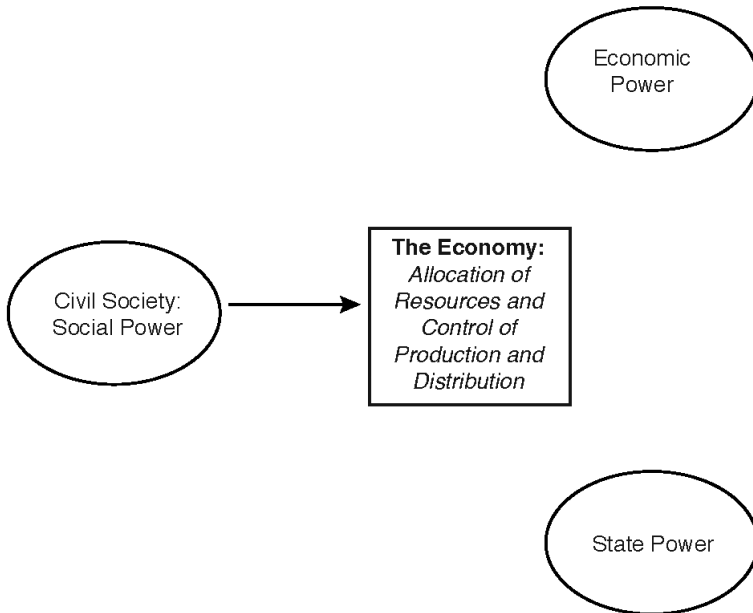 Economic
Power
The Economy:
Allocation of
Resources and
Control of
Production and
Distribution
Civil Society:
Social Power
State Power